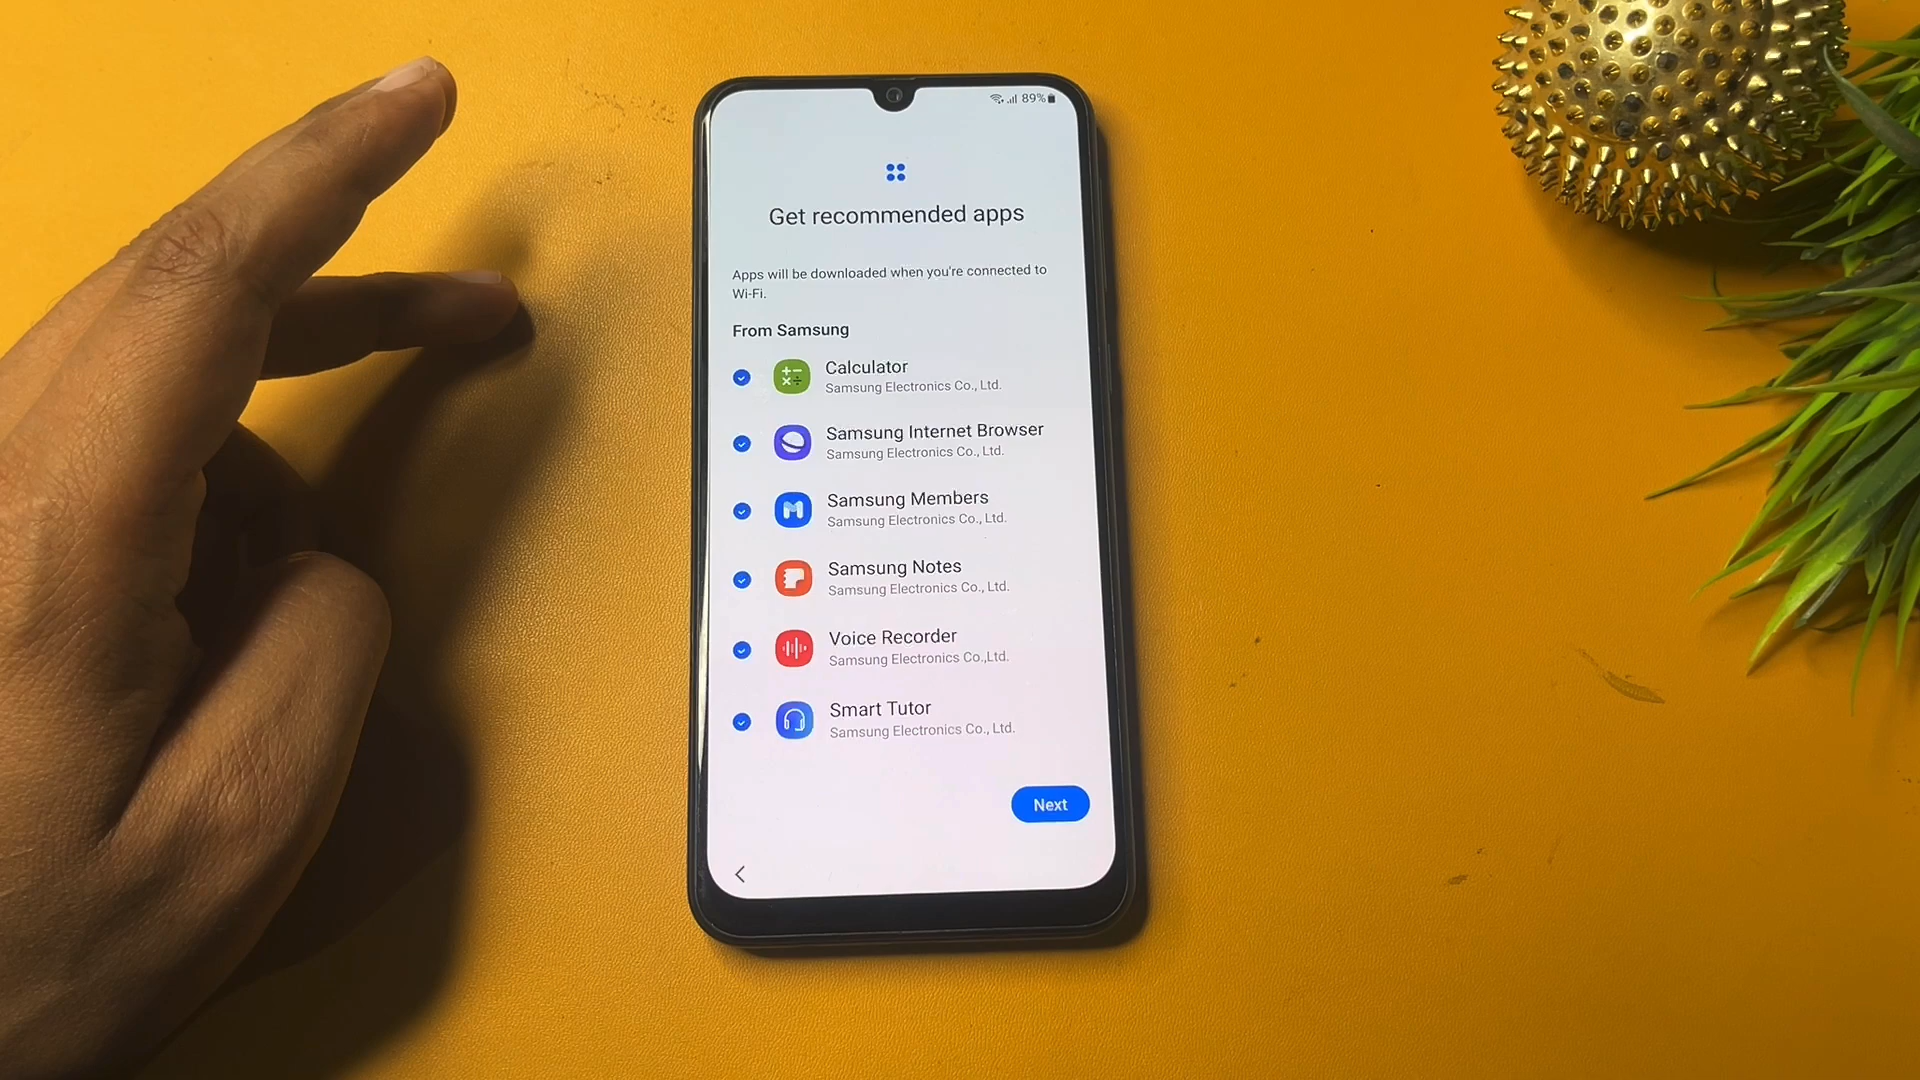 89%
Get recommended apps
Apps will be downloaded when you're connected to
Wi-Fi.
From Samsung
Calculator
Samsung Electronics Co., Ltd.
Samsung Internet Browser
Samsung Electronics Co., Ltd.
Samsung Members
Samsung Electronics Co., Ltd.
Samsung Notes
Samsung Electronics Co., Ltd.
Voice Recorder
Samsung Electronics Co.,Ltd.
Smart Tutor
Samsung Electronics Co., Ltd.
Next